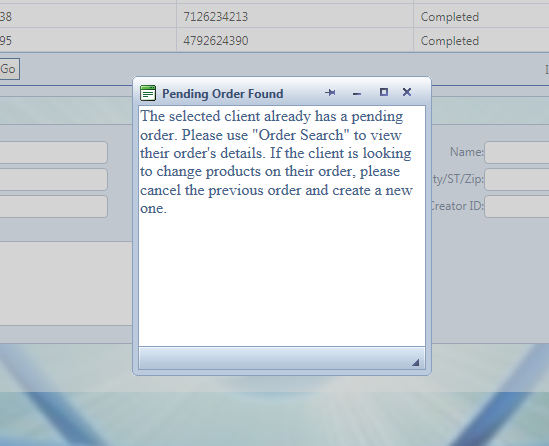 38 7126234213 Completed
95 4792624390 Completed
Go
Pending Order Found
The selected client already has a pending
order. Please use "Order Search" to view
their order's details. If the client is looking
to change products on their order, please
cancel the previous order and create a new
one.
Name:
ty/ST/Zip:
Creator ID: